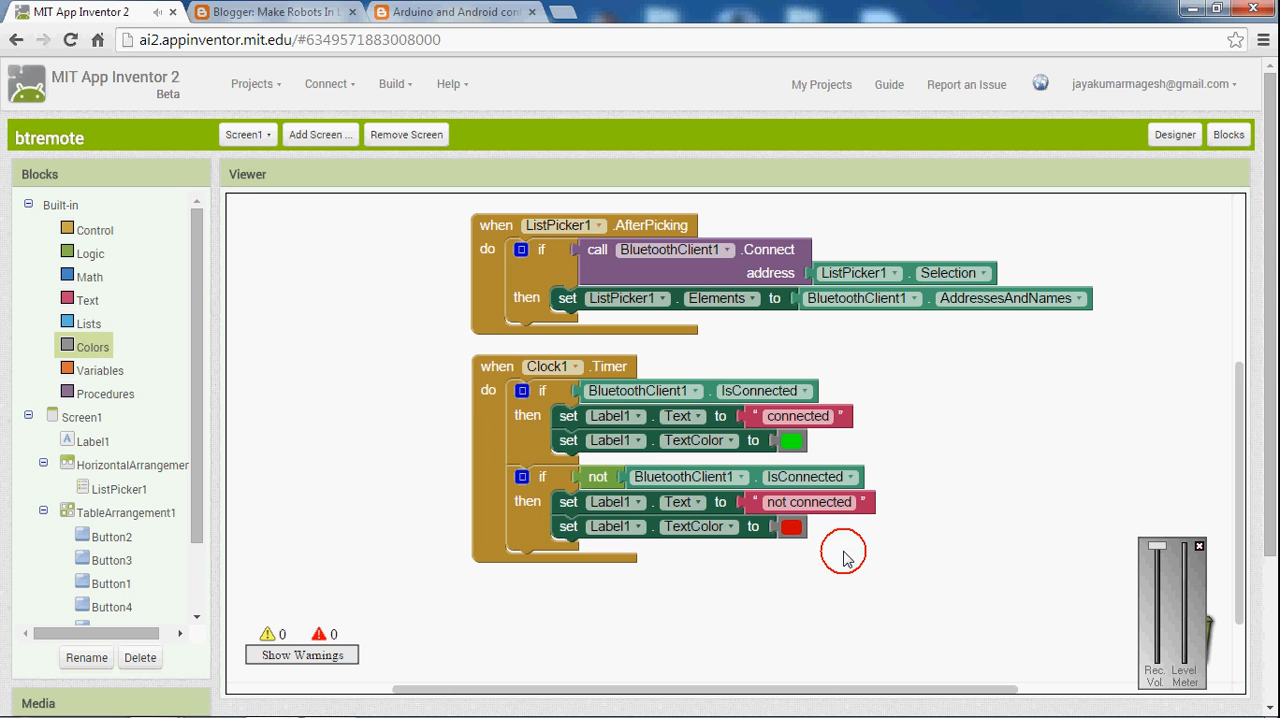 MIT App Inventor 2
Blogger: Make Robots In L
Arduino and Android cont
ai2.appinventor.mit.edu/#6349571883008000
MIT App Inventor 2
Beta
Projects Connect Build Help
My Projects Guide Report an Issue jayakumarmagesh@gmail.com
btremote
Screen1 Add Screen ... Remove Screen
Designer Blocks
Blocks
Viewer
Built-in
Control
Logic
Math
Text
Lists
Colors
Variables
Procedures
Screen1
Label1
HorizontalArrangemer
ListPicker1
TableArrangement1
Button2
Button3
Button1
Button4
Rename Delete
Media
when ListPicker1 .AfterPicking
do if call BluetoothClient1 .Connect
address ListPicker1 . Selection
then set ListPicker1 . Elements to BluetoothClient1 . AddressesAndNames
when Clock1 .Timer
do if BluetoothClient1 . IsConnected
then set Label1 . Text to " connected "
set Label1 . TextColor to
if not BluetoothClient1 . IsConnected
then set Label1 . Text to " not connected "
set Label1 . TextColor to
0 0
Show Warnings
Rec. Level
Vol. Meter